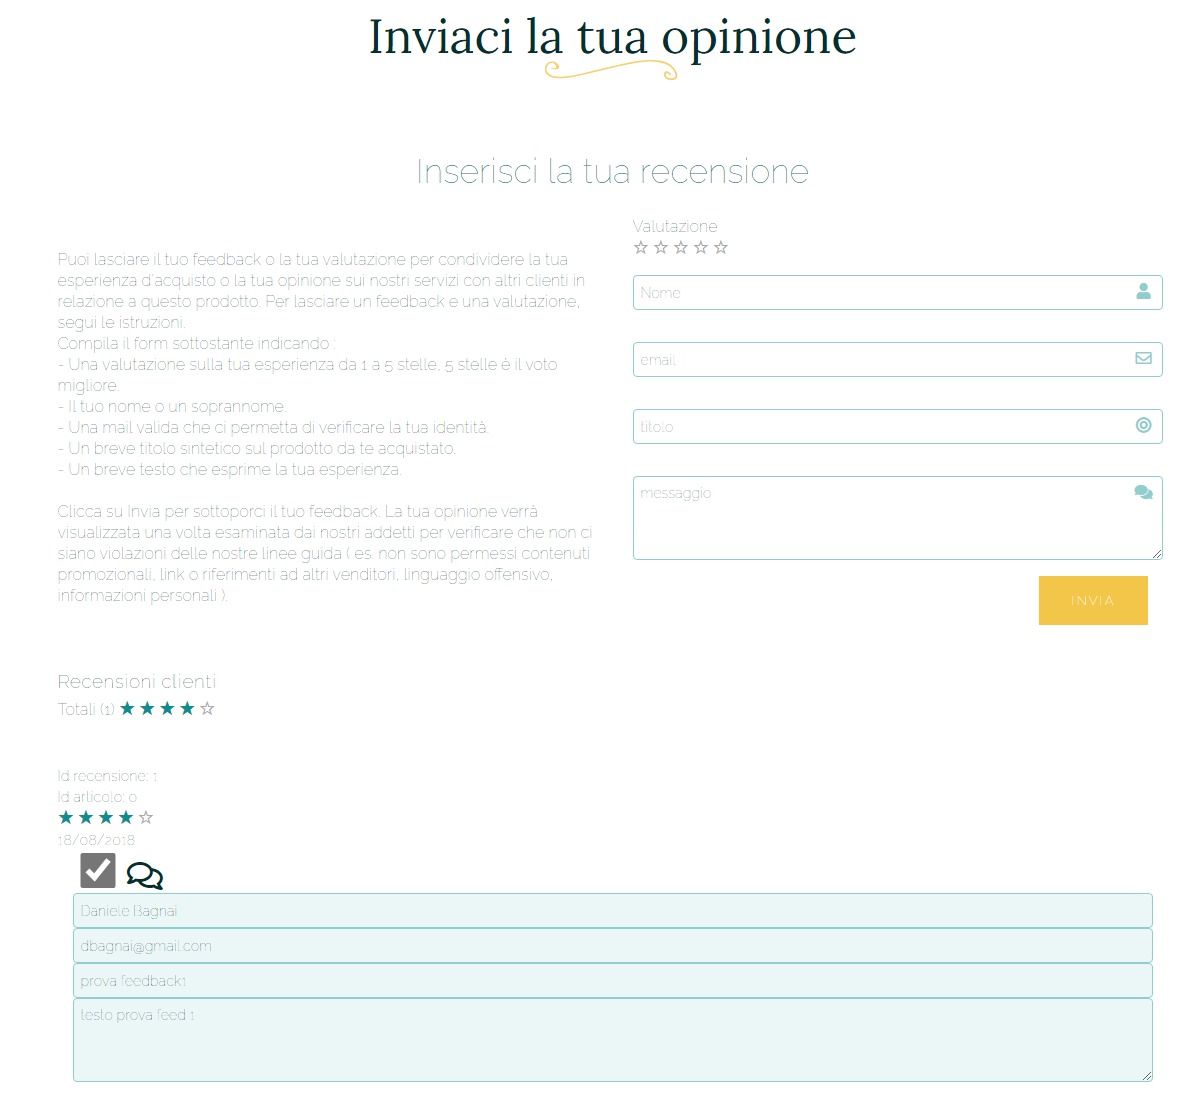 Inviaci la tua opinione
Inserisci la tua recensione
Puoi lasciare il tuo feedback o la tua valutazione per condividere la tua
esperienza d'acquisto o la tua opinione sui nostri servizi con altri clienti in
relazione a questo prodotto. Per lasciare un feedback e una valutazione,
segui le istruzioni.
Compila il form sottostante indicando :
- Una valutazione sulla tua esperienza da 1 a 5 stelle, 5 stelle è il voto
migliore.
- Il tuo nome o un soprannome.
- Una mail valida che ci permetta di verificare la tua identità.
- Un breve titolo sintetico sul prodotto da te acquistato.
- Un breve testo che esprime la tua esperienza.
Clicca su Invia per sottoporci il tuo feedback. La tua opinione verrà
visualizzata una volta esaminata dai nostri addetti per verificare che non ci
siano violazioni delle nostre linee guida ( es. non sono permessi contenuti
promozionali, link o riferimenti ad altri venditori, linguaggio offensivo,
informazioni personali ).
Valutazione
Nome
email
titolo
messaggio
INVIA
Recensioni clienti
Totali (1)
Id recensione: 1
Id articolo: 0
18/08/2018
Daniele Bagnai
dbagnai@gmail.com
prova feedback1
testo prova feed 1